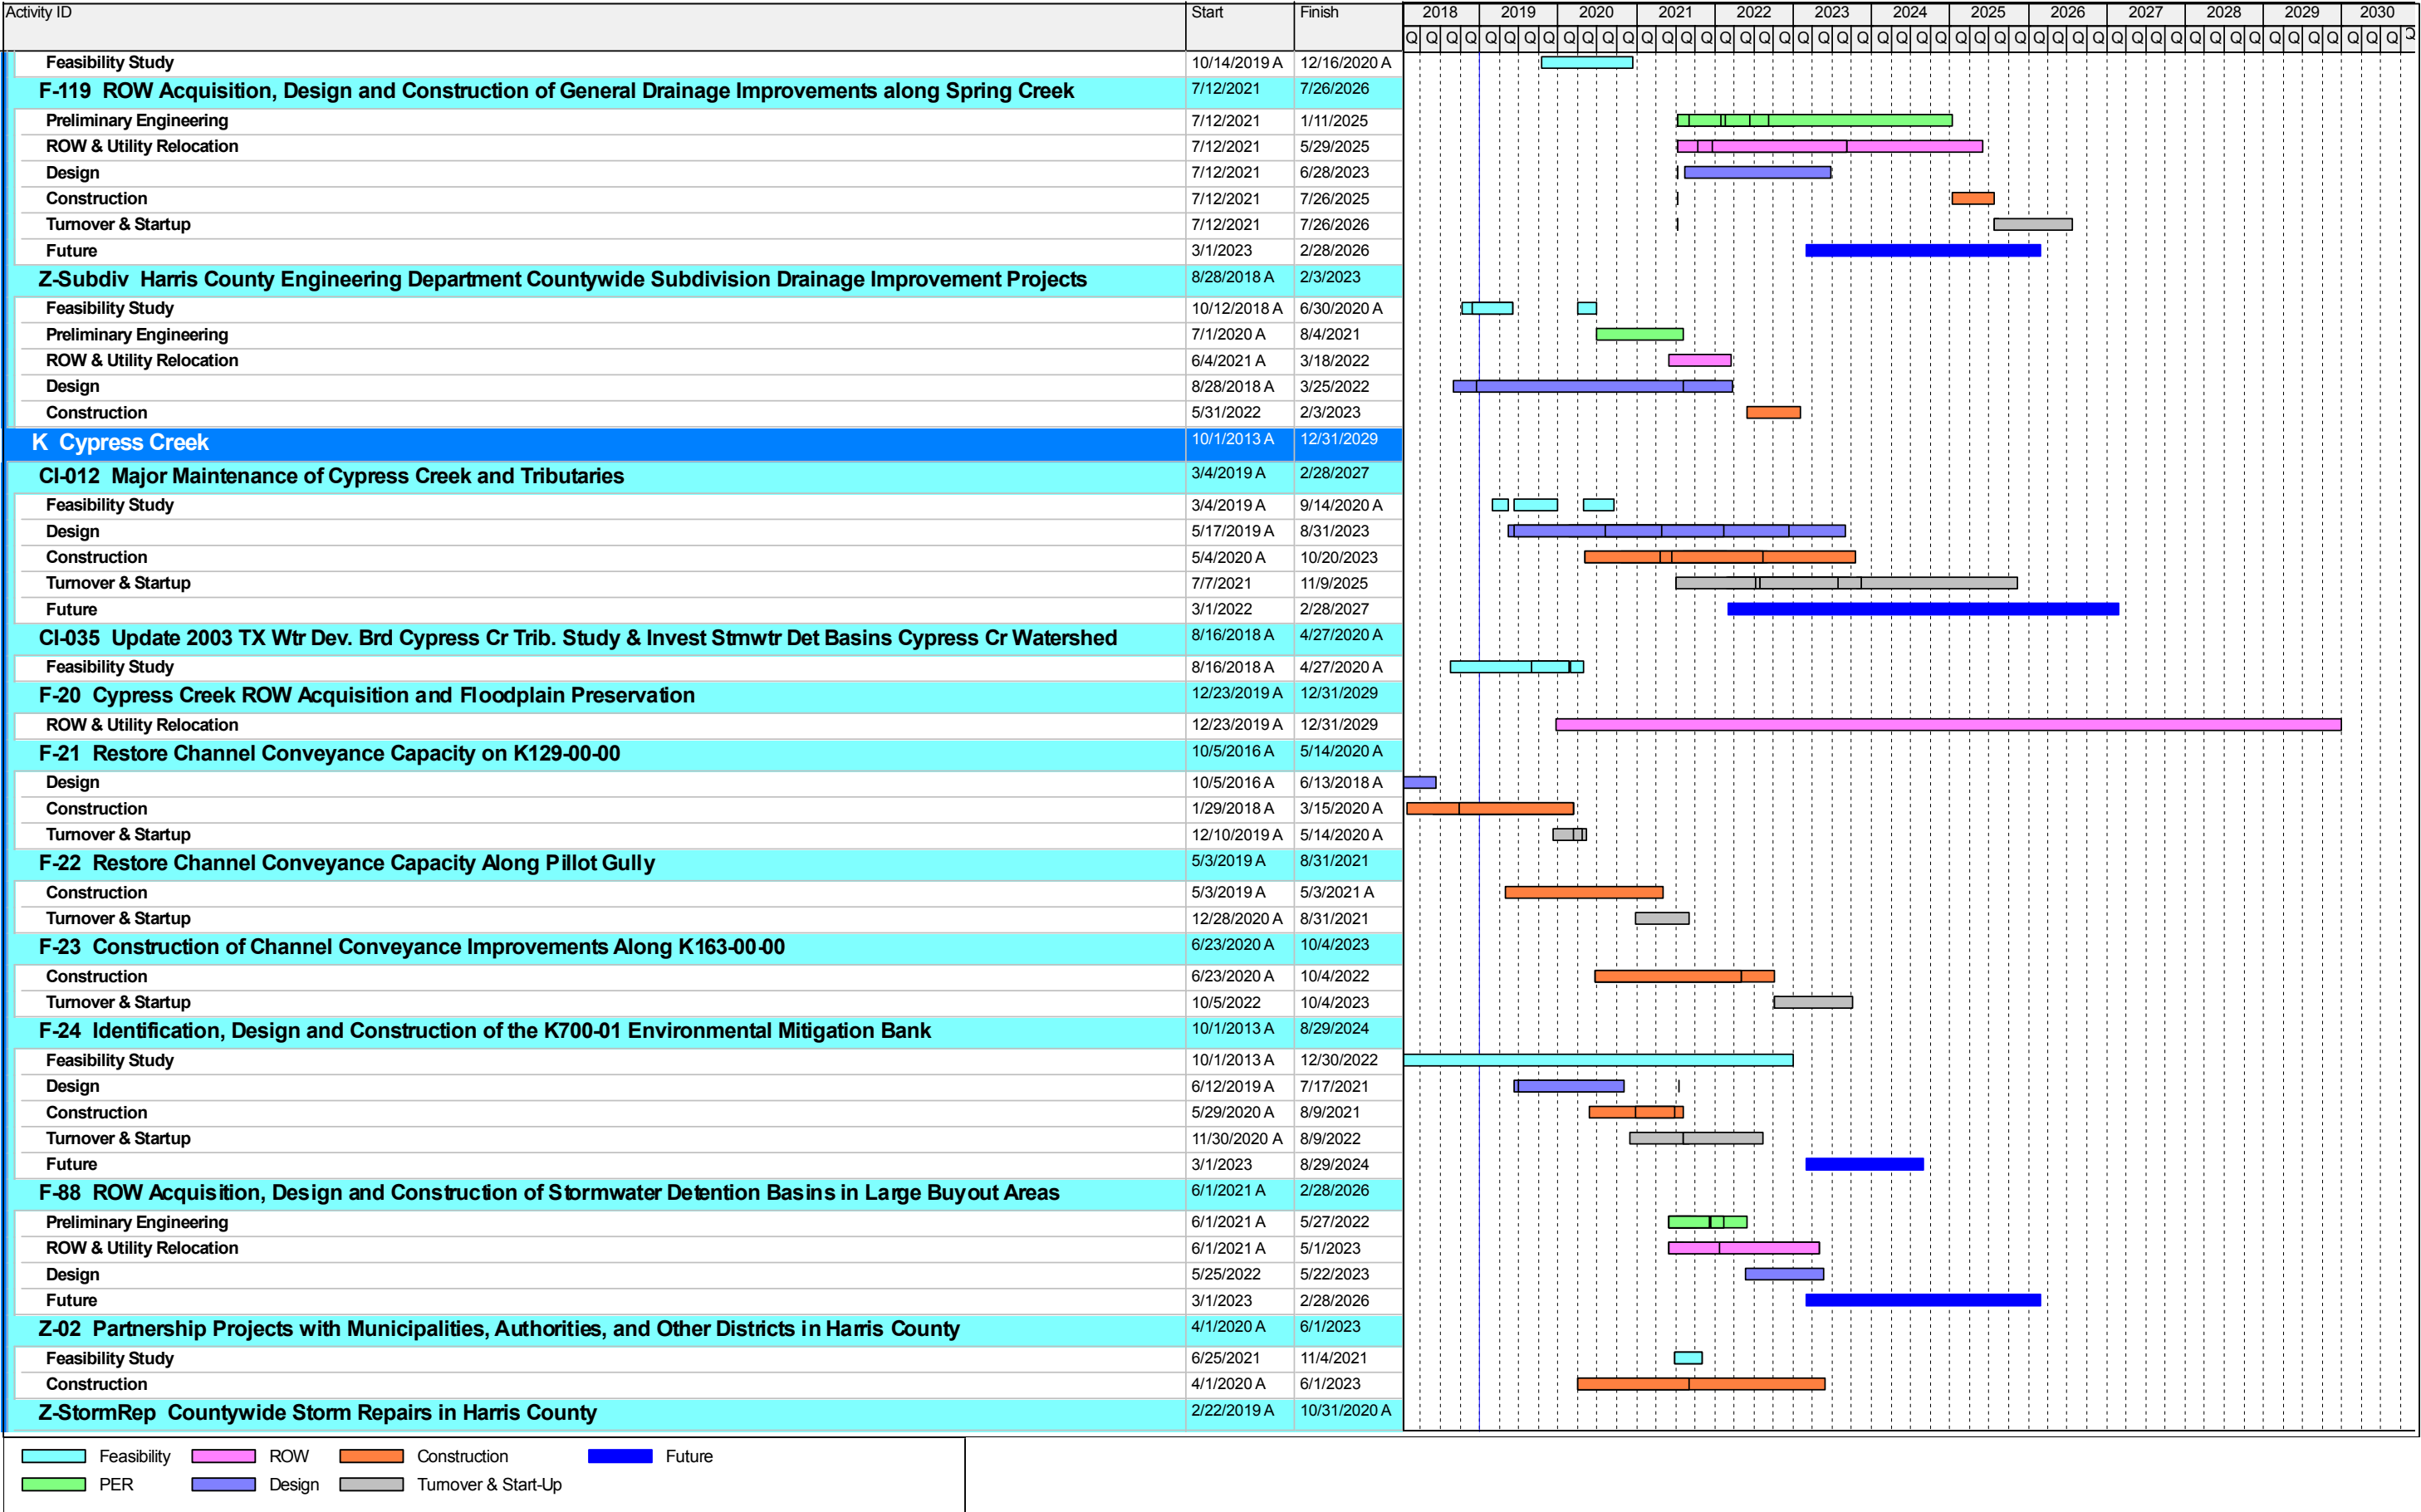 Activity ID Start Finish 2018 2019 2020 2021 2022 2023 2024 2025 2026 2027 2028 2029 2030
Q Q Q Q Q Q Q Q Q Q Q Q Q Q Q Q Q Q Q Q Q Q Q Q Q Q Q Q Q Q Q Q Q Q Q Q Q Q Q Q Q Q Q Q Q Q Q Q Q Q Q Q
Feasibility Study 10/14/2019 A 12/16/2020 A
F-119 ROW Acquisition, Design and Construction of General Drainage Improvements along Spring Creek 7/12/2021 7/26/2026
Preliminary Engineering 7/12/2021 1/11/2025
ROW & Utility Relocation 7/12/2021 5/29/2025
Design 7/12/2021 6/28/2023
Construction 7/12/2021 7/26/2025
Turnover & Startup 7/12/2021 7/26/2026
Future 3/1/2023 2/28/2026
Z-Subdiv Harris County Engineering Department Countywide Subdivision Drainage Improvement Projects 8/28/2018 A 2/3/2023
Feasibility Study 10/12/2018 A 6/30/2020 A
Preliminary Engineering 7/1/2020 A 8/4/2021
ROW & Utility Relocation 6/4/2021 A 3/18/2022
Design 8/28/2018 A 3/25/2022
Construction 5/31/2022 2/3/2023
K Cypress Creek 10/1/2013 A 12/31/2029
CI-012 Major Maintenance of Cypress Creek and Tributaries 3/4/2019 A 2/28/2027
Feasibility Study 3/4/2019 A 9/14/2020 A
Design 5/17/2019 A 8/31/2023
Construction 5/4/2020 A 10/20/2023
Turnover & Startup 7/7/2021 11/9/2025
Future 3/1/2022 2/28/2027
CI-035 Update 2003 TX Wtr Dev. Brd Cypress Cr Trib. Study & Invest Stmwtr Det Basins Cypress Cr Watershed 8/16/2018 A 4/27/2020 A
Feasibility Study 8/16/2018 A 4/27/2020 A
F-20 Cypress Creek ROW Acquisition and Floodplain Preservation 12/23/2019 A 12/31/2029
ROW & Utility Relocation 12/23/2019 A 12/31/2029
F-21 Restore Channel Conveyance Capacity on K129-00-00 10/5/2016 A 5/14/2020 A
Design 10/5/2016 A 6/13/2018 A
Construction 1/29/2018 A 3/15/2020 A
Turnover & Startup 12/10/2019 A 5/14/2020 A
F-22 Restore Channel Conveyance Capacity Along Pillot Gully 5/3/2019 A 8/31/2021
Construction 5/3/2019 A 5/3/2021 A
Turnover & Startup 12/28/2020 A 8/31/2021
F-23 Construction of Channel Conveyance Improvements Along K163-00-00 6/23/2020 A 10/4/2023
Construction 6/23/2020 A 10/4/2022
Turnover & Startup 10/5/2022 10/4/2023
F-24 Identification, Design and Construction of the K700-01 Environmental Mitigation Bank 10/1/2013 A 8/29/2024
Feasibility Study 10/1/2013 A 12/30/2022
Design 6/12/2019 A 7/17/2021
Construction 5/29/2020 A 8/9/2021
Turnover & Startup 11/30/2020 A 8/9/2022
Future 3/1/2023 8/29/2024
F-88 ROW Acquisition, Design and Construction of Stormwater Detention Basins in Large Buyout Areas 6/1/2021 A 2/28/2026
Preliminary Engineering 6/1/2021 A 5/27/2022
ROW & Utility Relocation 6/1/2021 A 5/1/2023
Design 5/25/2022 5/22/2023
Future 3/1/2023 2/28/2026
Z-02 Partnership Projects with Municipalities, Authorities, and Other Districts in Harris County 4/1/2020 A 6/1/2023
Feasibility Study 6/25/2021 11/4/2021
Construction 4/1/2020 A 6/1/2023
Z-StormRep Countywide Storm Repairs in Harris County 2/22/2019 A 10/31/2020 A
Feasibility ROW Construction Future
PER Design Turnover & Start-Up